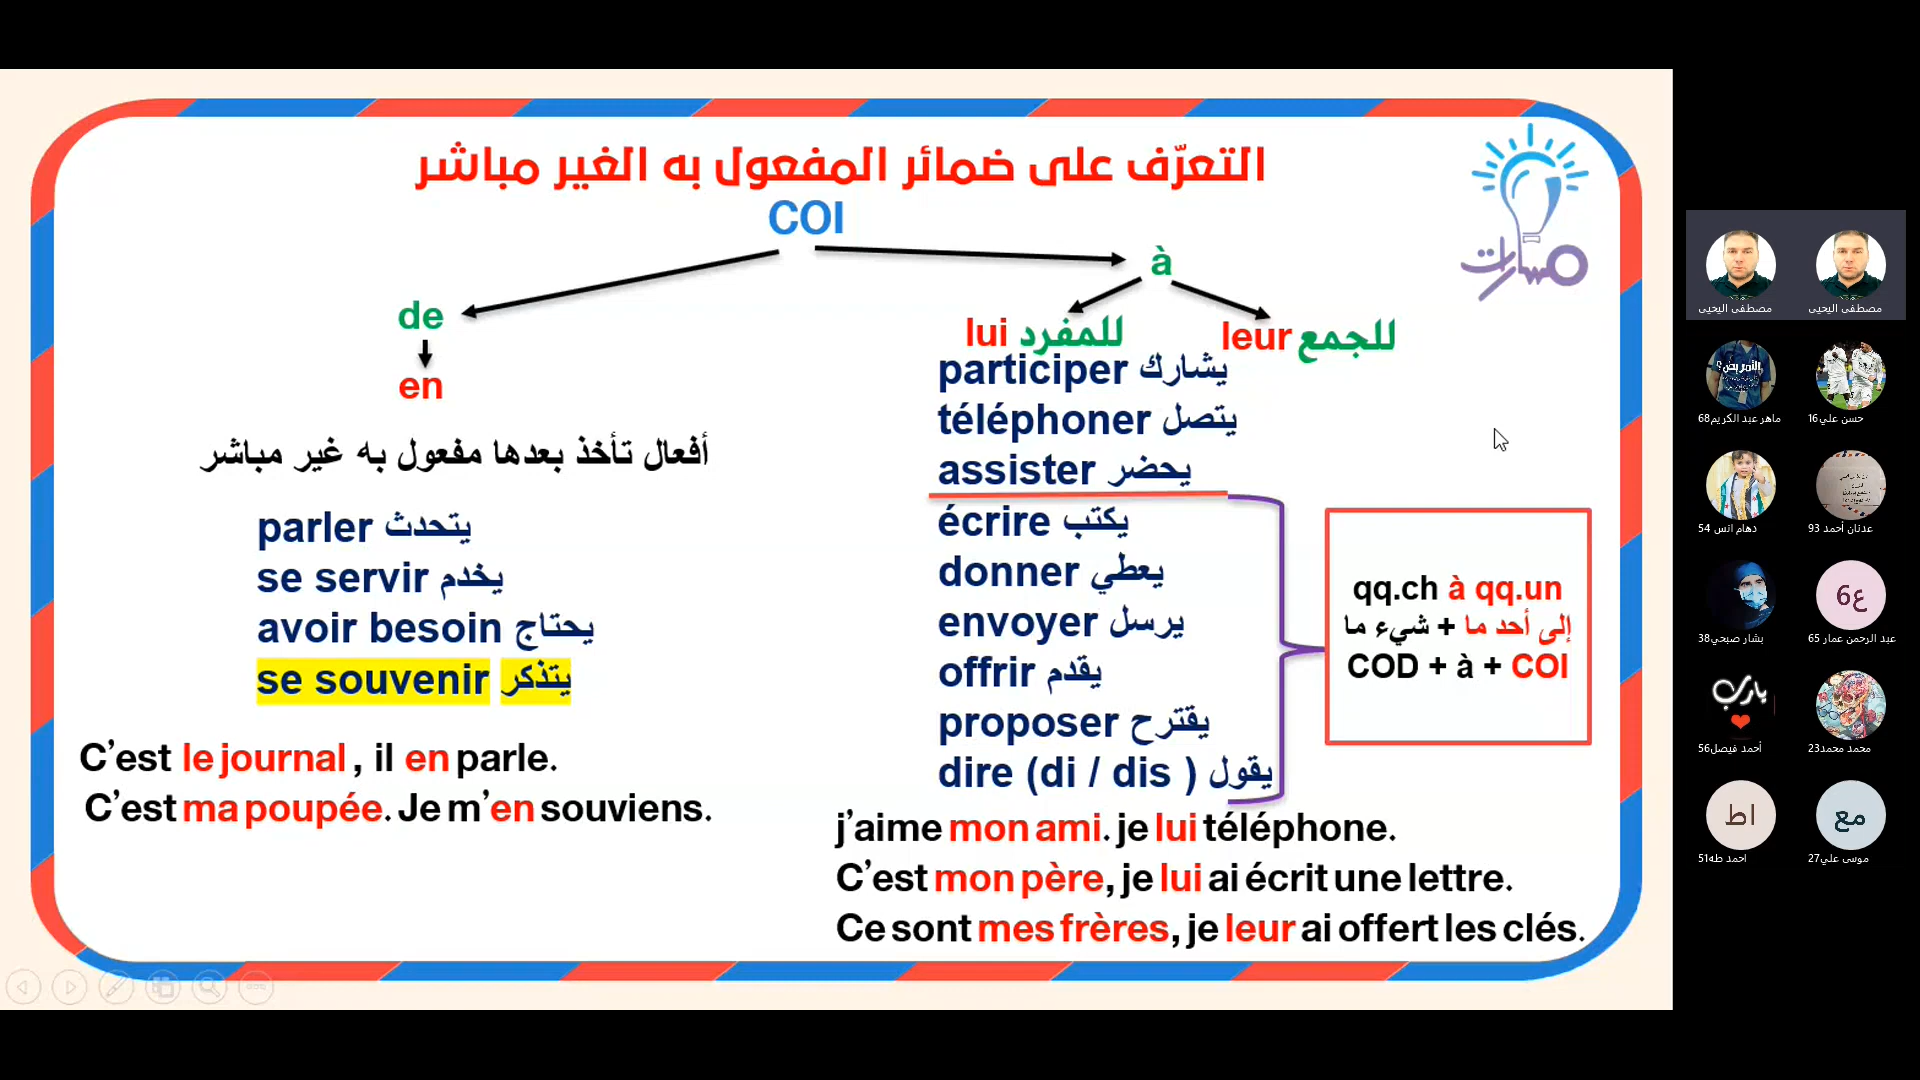 التعرّف على ضمائر المفعول به الغير مباشر
COI
مسارات
à
de
lui للمفرد
leur للجمع
en
participer يشارك
téléphoner يتصل
assister يحضر
écrire يكتب
donner يعطي
envoyer يرسل
offrir يقدم
proposer يقترح
dire (di / dis ) يقول
qq.ch à qq.un
إلى أحد ما + شيء ما
COD + à + COI
أفعال تأخذ بعدها مفعول به غير مباشر
parler يتحدث
se servir يخدم
avoir besoin يحتاج
se souvenir يتذكر
C’est le journal , il en parle.
C’est ma poupée. Je m’en souviens.
j’aime mon ami. je lui téléphone.
C’est mon père, je lui ai écrit une lettre.
Ce sont mes frères, je leur ai offert les clés.
مصطفى اليحيى
مصطفى اليحيى
ماهر عبد الكريم68
حسن علي16
دهام انس 54
عدنان أحمد 93
بشار صبحي38
ع6
عبد الرحمن عمار 65
يارب
أحمد فيصل56
محمد محمد23
اط
احمد طه51
مع
موسى علي27